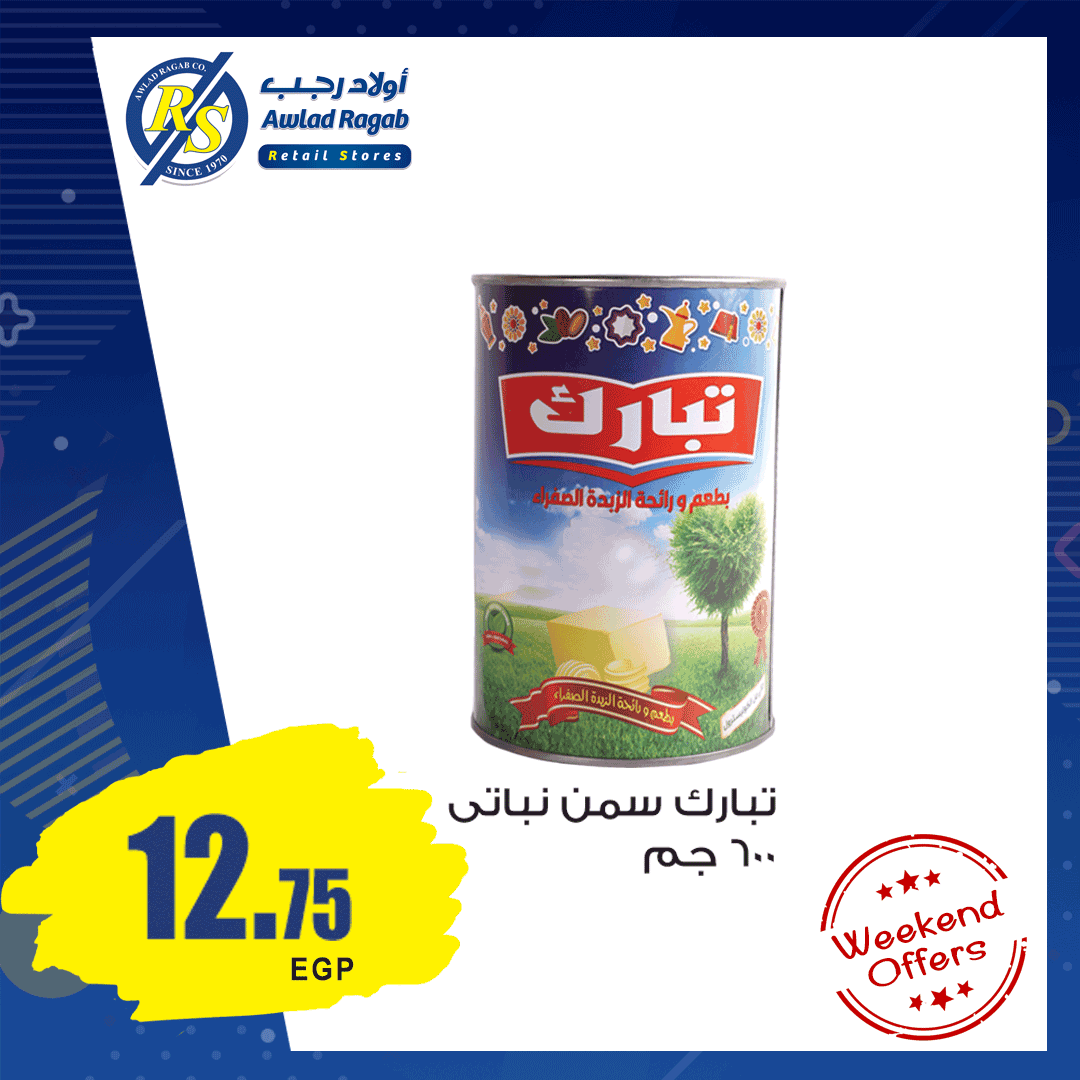 AWLAD RAGAB CO.
RS
SINCE 1970
أولاد رجب
Awlad Ragab
Retail Stores
تبارك
بطعم و رائحة الزبدة الصفراء
بطعم و رائحة الزبدة الصفراء
تبارك سمن نباتى
٦٠٠ جم
12.75
EGP
Weekend
Offers